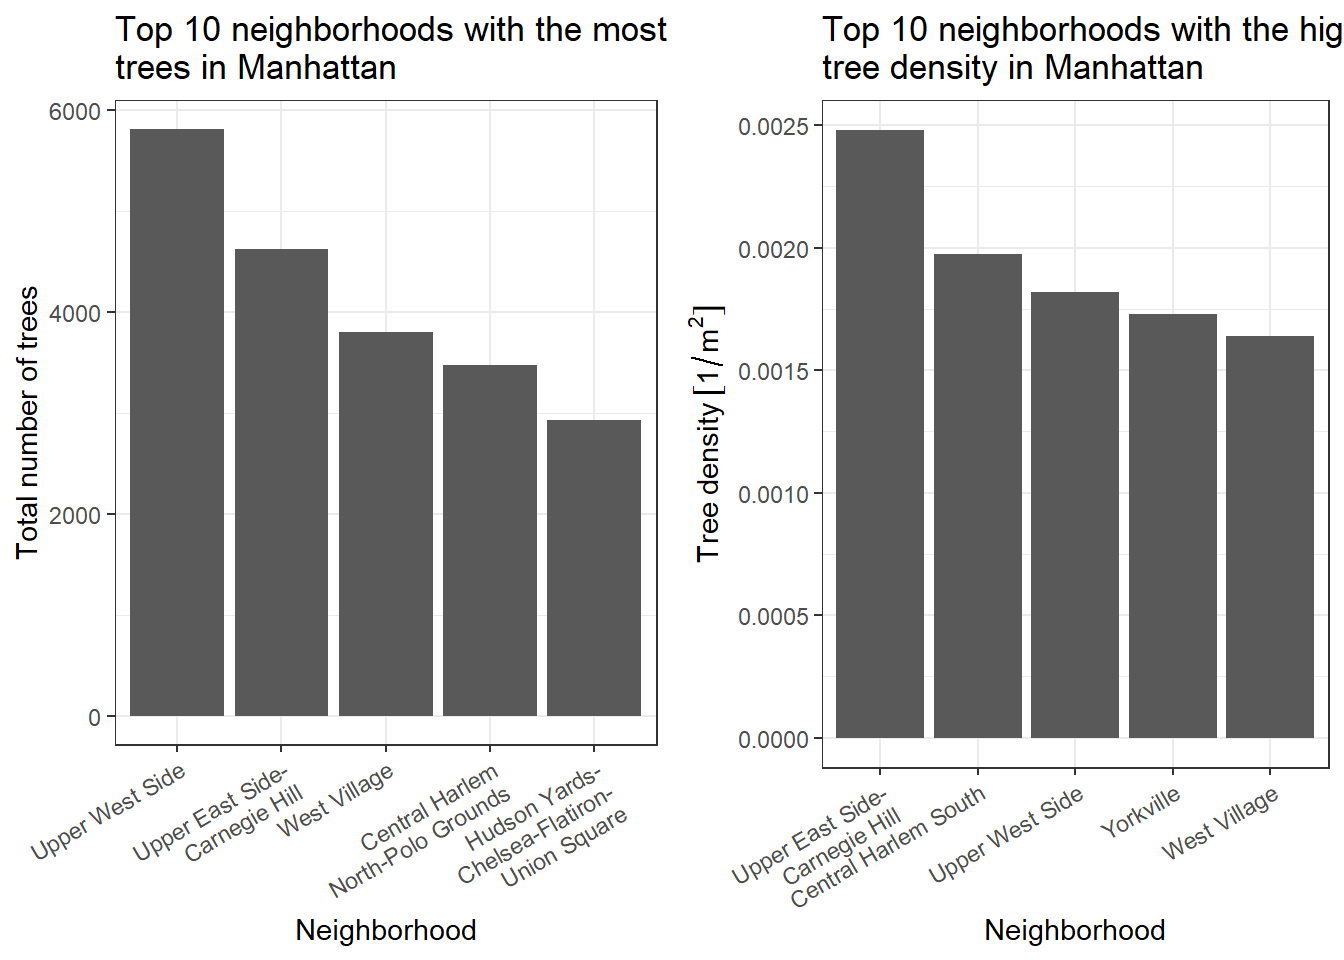 Top 10 neighborhoods with the most
trees in Manhattan
6000
4000
2000
0
Total number of trees
Upper West Side
Upper East Side-
Carnegie Hill
West Village
Central Harlem
North-Polo Grounds
Hudson Yards-
Chelsea-Flatiron-
Union Square
Neighborhood
Top 10 neighborhoods with the hig
tree density in Manhattan
0.0025
0.0020
0.0015
0.0010
0.0005
0.0000
Tree density [1/m²]
Upper East Side-
Carnegie Hill
Central Harlem South
Upper West Side
Yorkville
West Village
Neighborhood